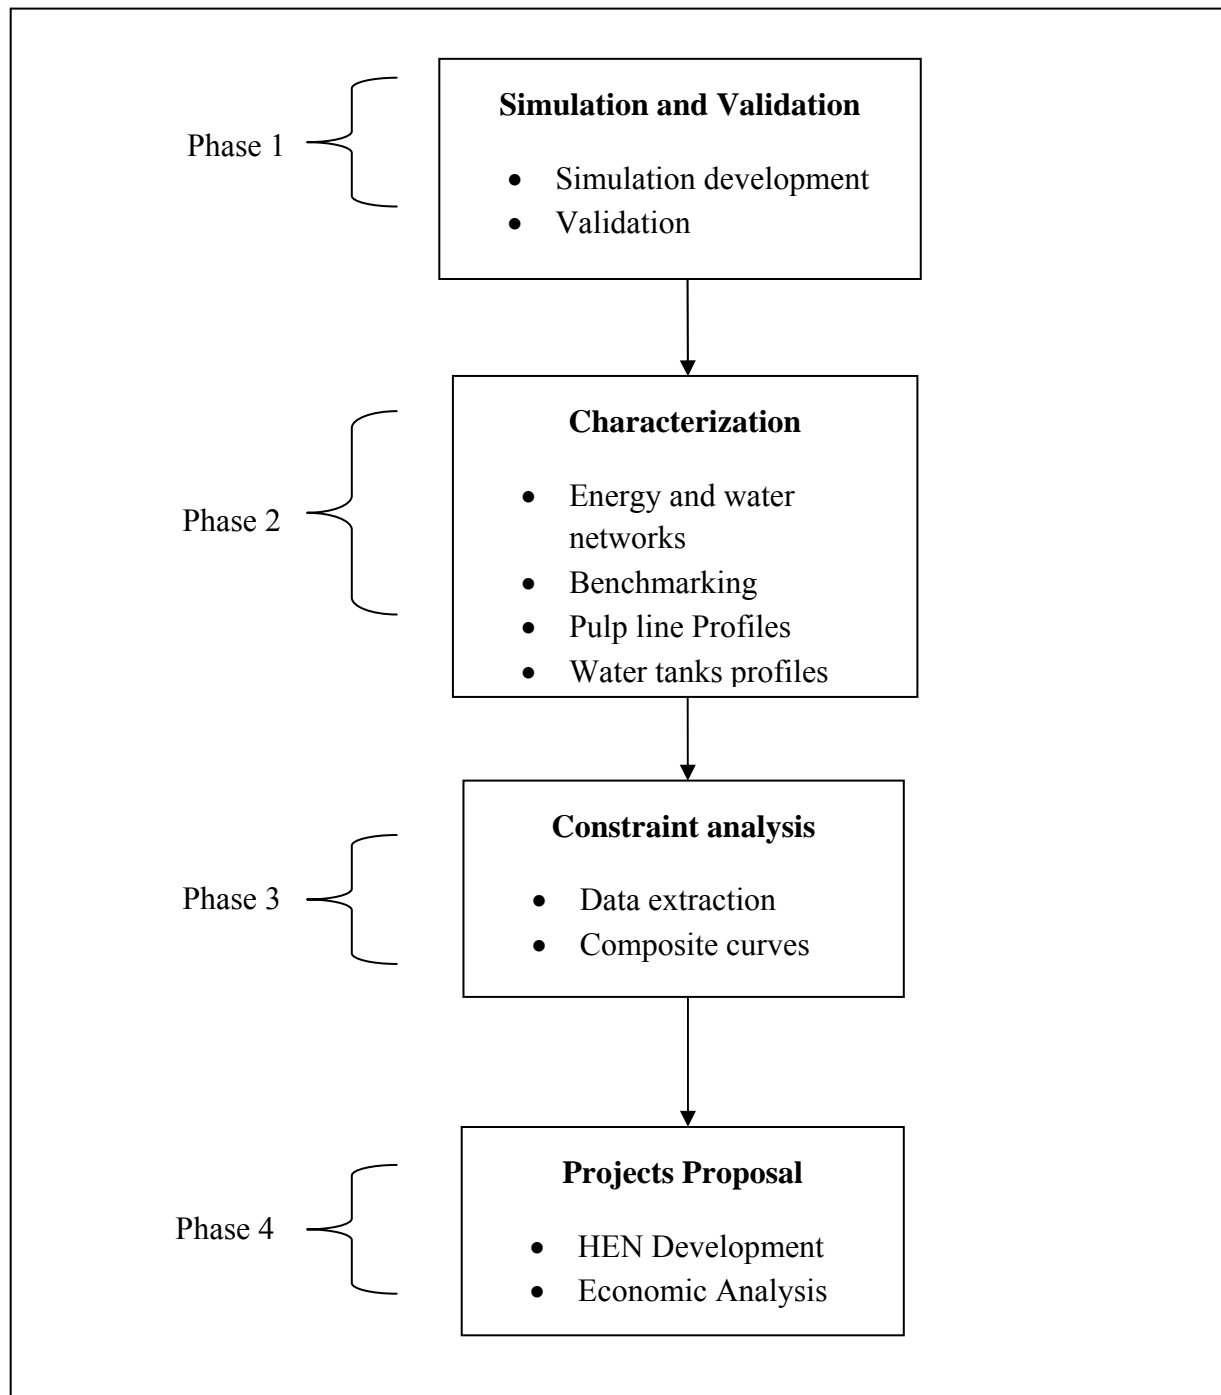 Phase 1
Simulation and Validation
• Simulation development
• Validation
Phase 2
Characterization
• Energy and water
networks
• Benchmarking
• Pulp line Profiles
• Water tanks profiles
Phase 3
Constraint analysis
• Data extraction
• Composite curves
Phase 4
Projects Proposal
• HEN Development
• Economic Analysis